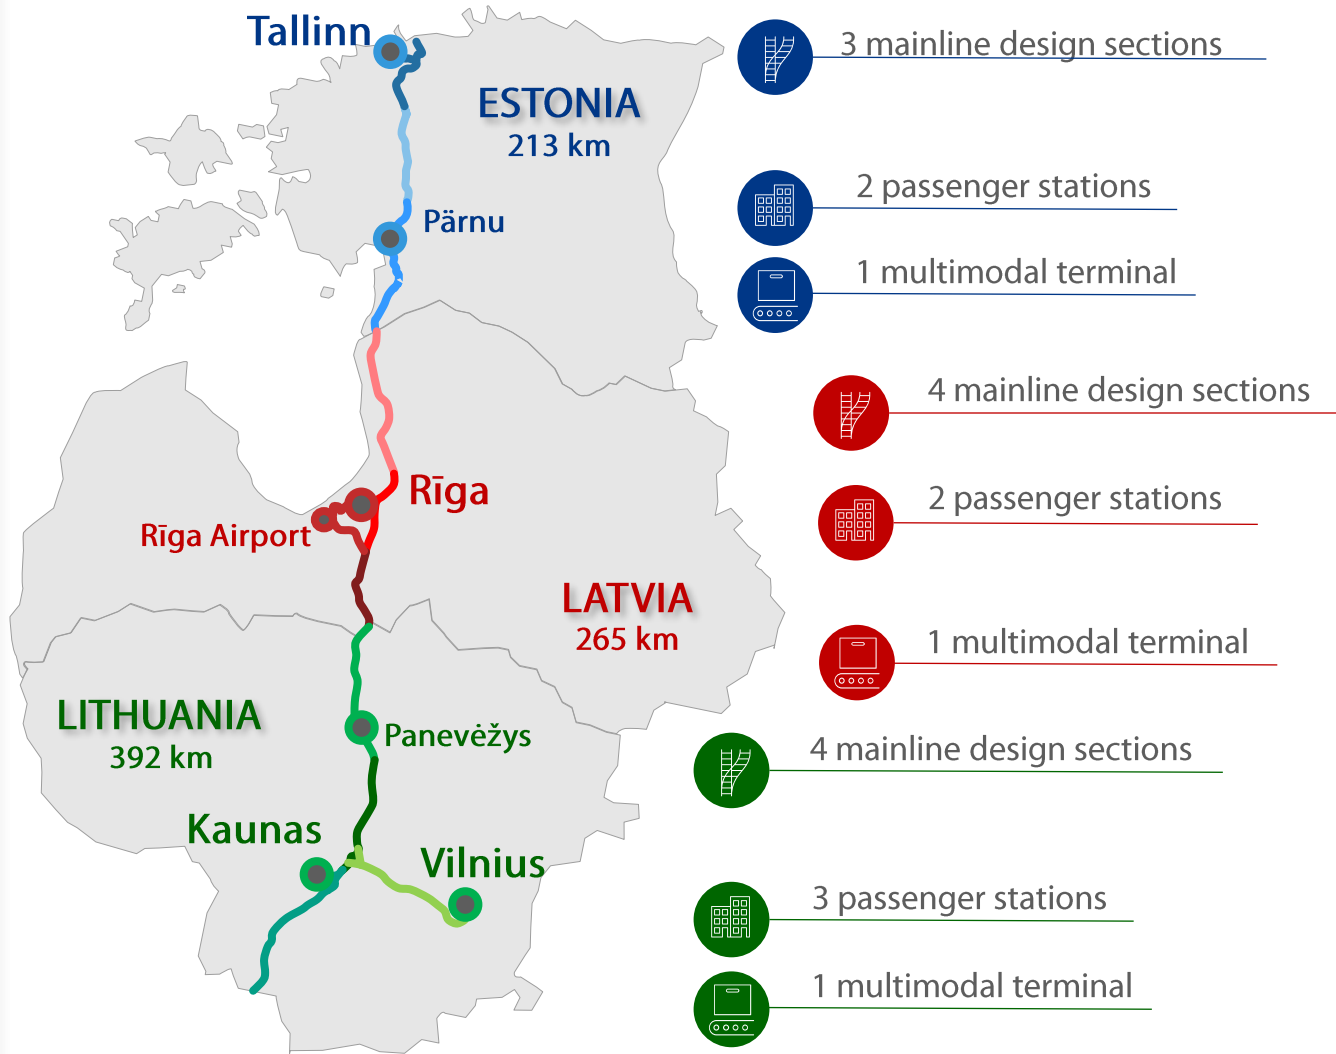 Tallinn
ESTONIA
213 km
Pärnu
Rīga
Rīga Airport
LATVIA
265 km
LITHUANIA
392 km
Panevėžys
Kaunas
Vilnius
3 mainline design sections
2 passenger stations
1 multimodal terminal
4 mainline design sections
2 passenger stations
1 multimodal terminal
4 mainline design sections
3 passenger stations
1 multimodal terminal